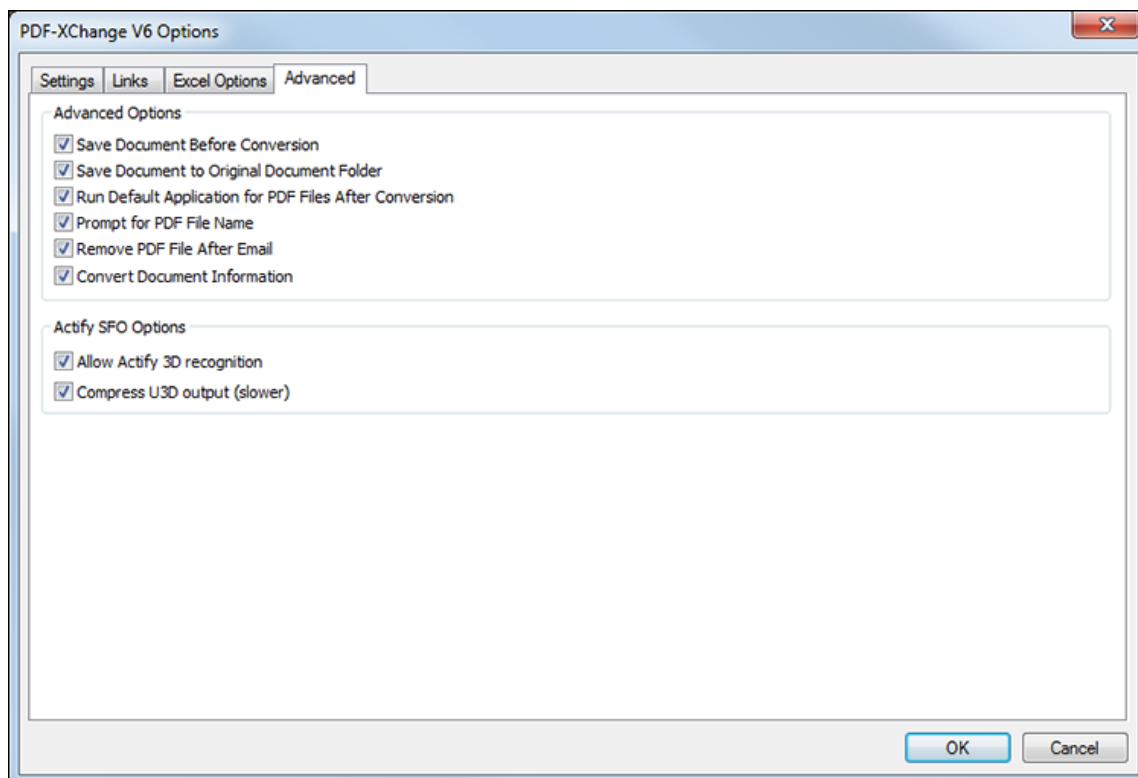 PDF-XChange V6 Options
Settings Links Excel Options Advanced
Advanced Options
Save Document Before Conversion
Save Document to Original Document Folder
Run Default Application for PDF Files After Conversion
Prompt for PDF File Name
Remove PDF File After Email
Convert Document Information
Actify SFO Options
Allow Actify 3D recognition
Compress U3D output (slower)
OK Cancel